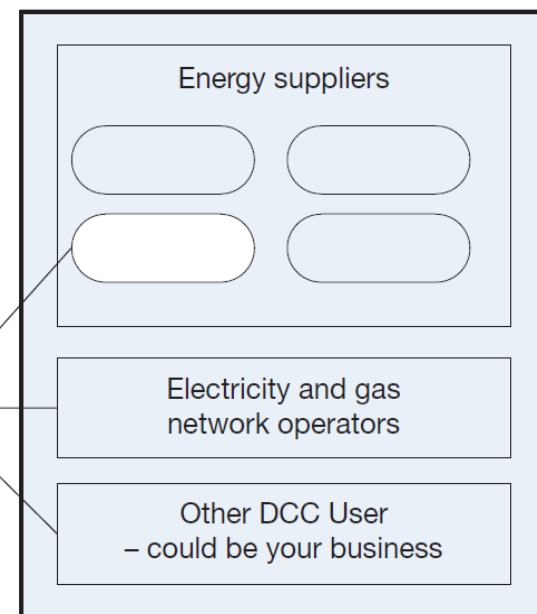 Energy suppliers
Electricity and gas
network operators
Other DCC User
– could be your business